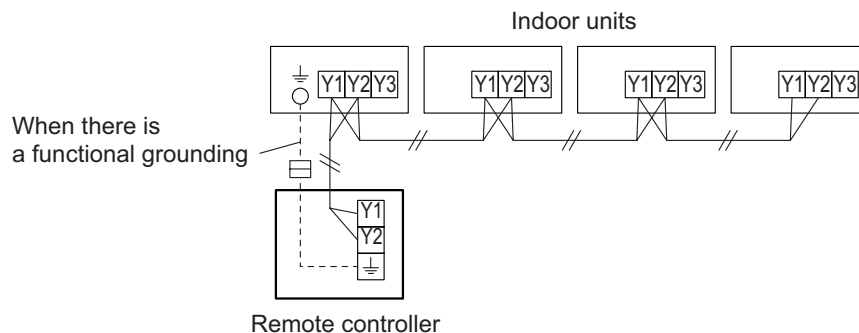 Indoor units
Y1 Y2 Y3 Y1 Y2 Y3 Y1 Y2 Y3 Y1 Y2 Y3
When there is
a functional grounding
Y1
Y2
Remote controller